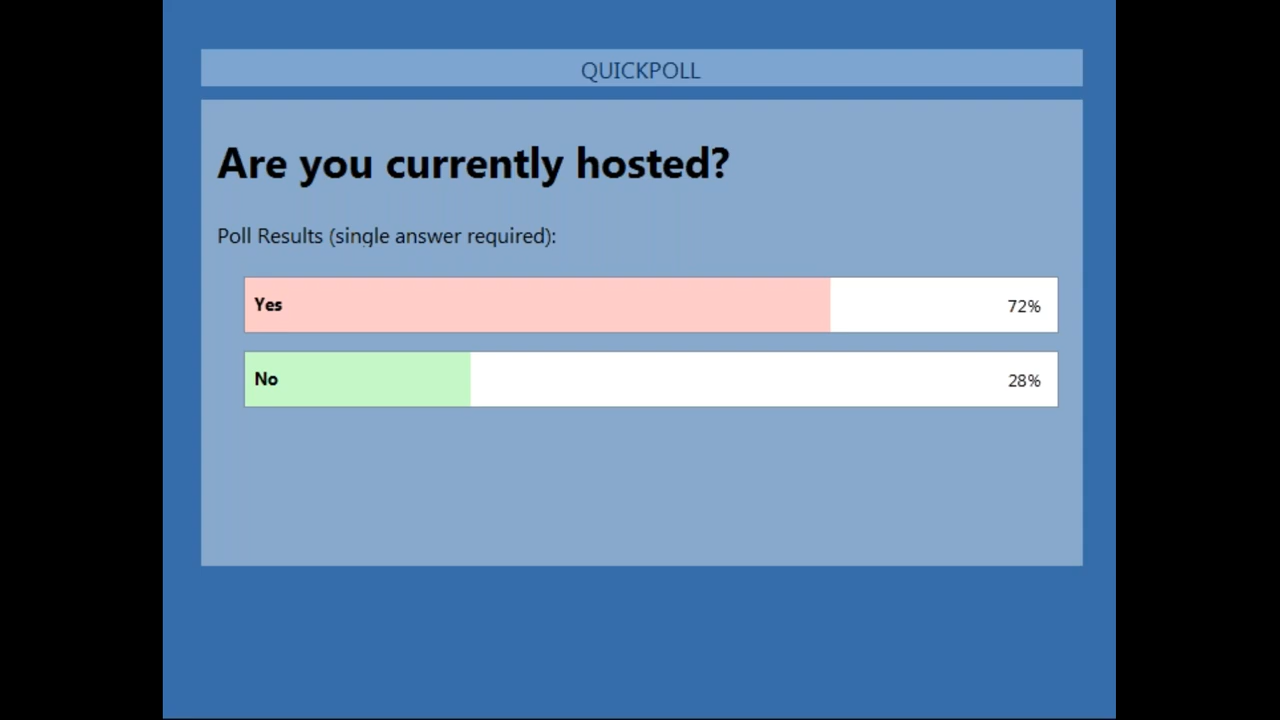 QUICKPOLL
Are you currently hosted?
Poll Results (single answer required):
Yes 72%
No 28%